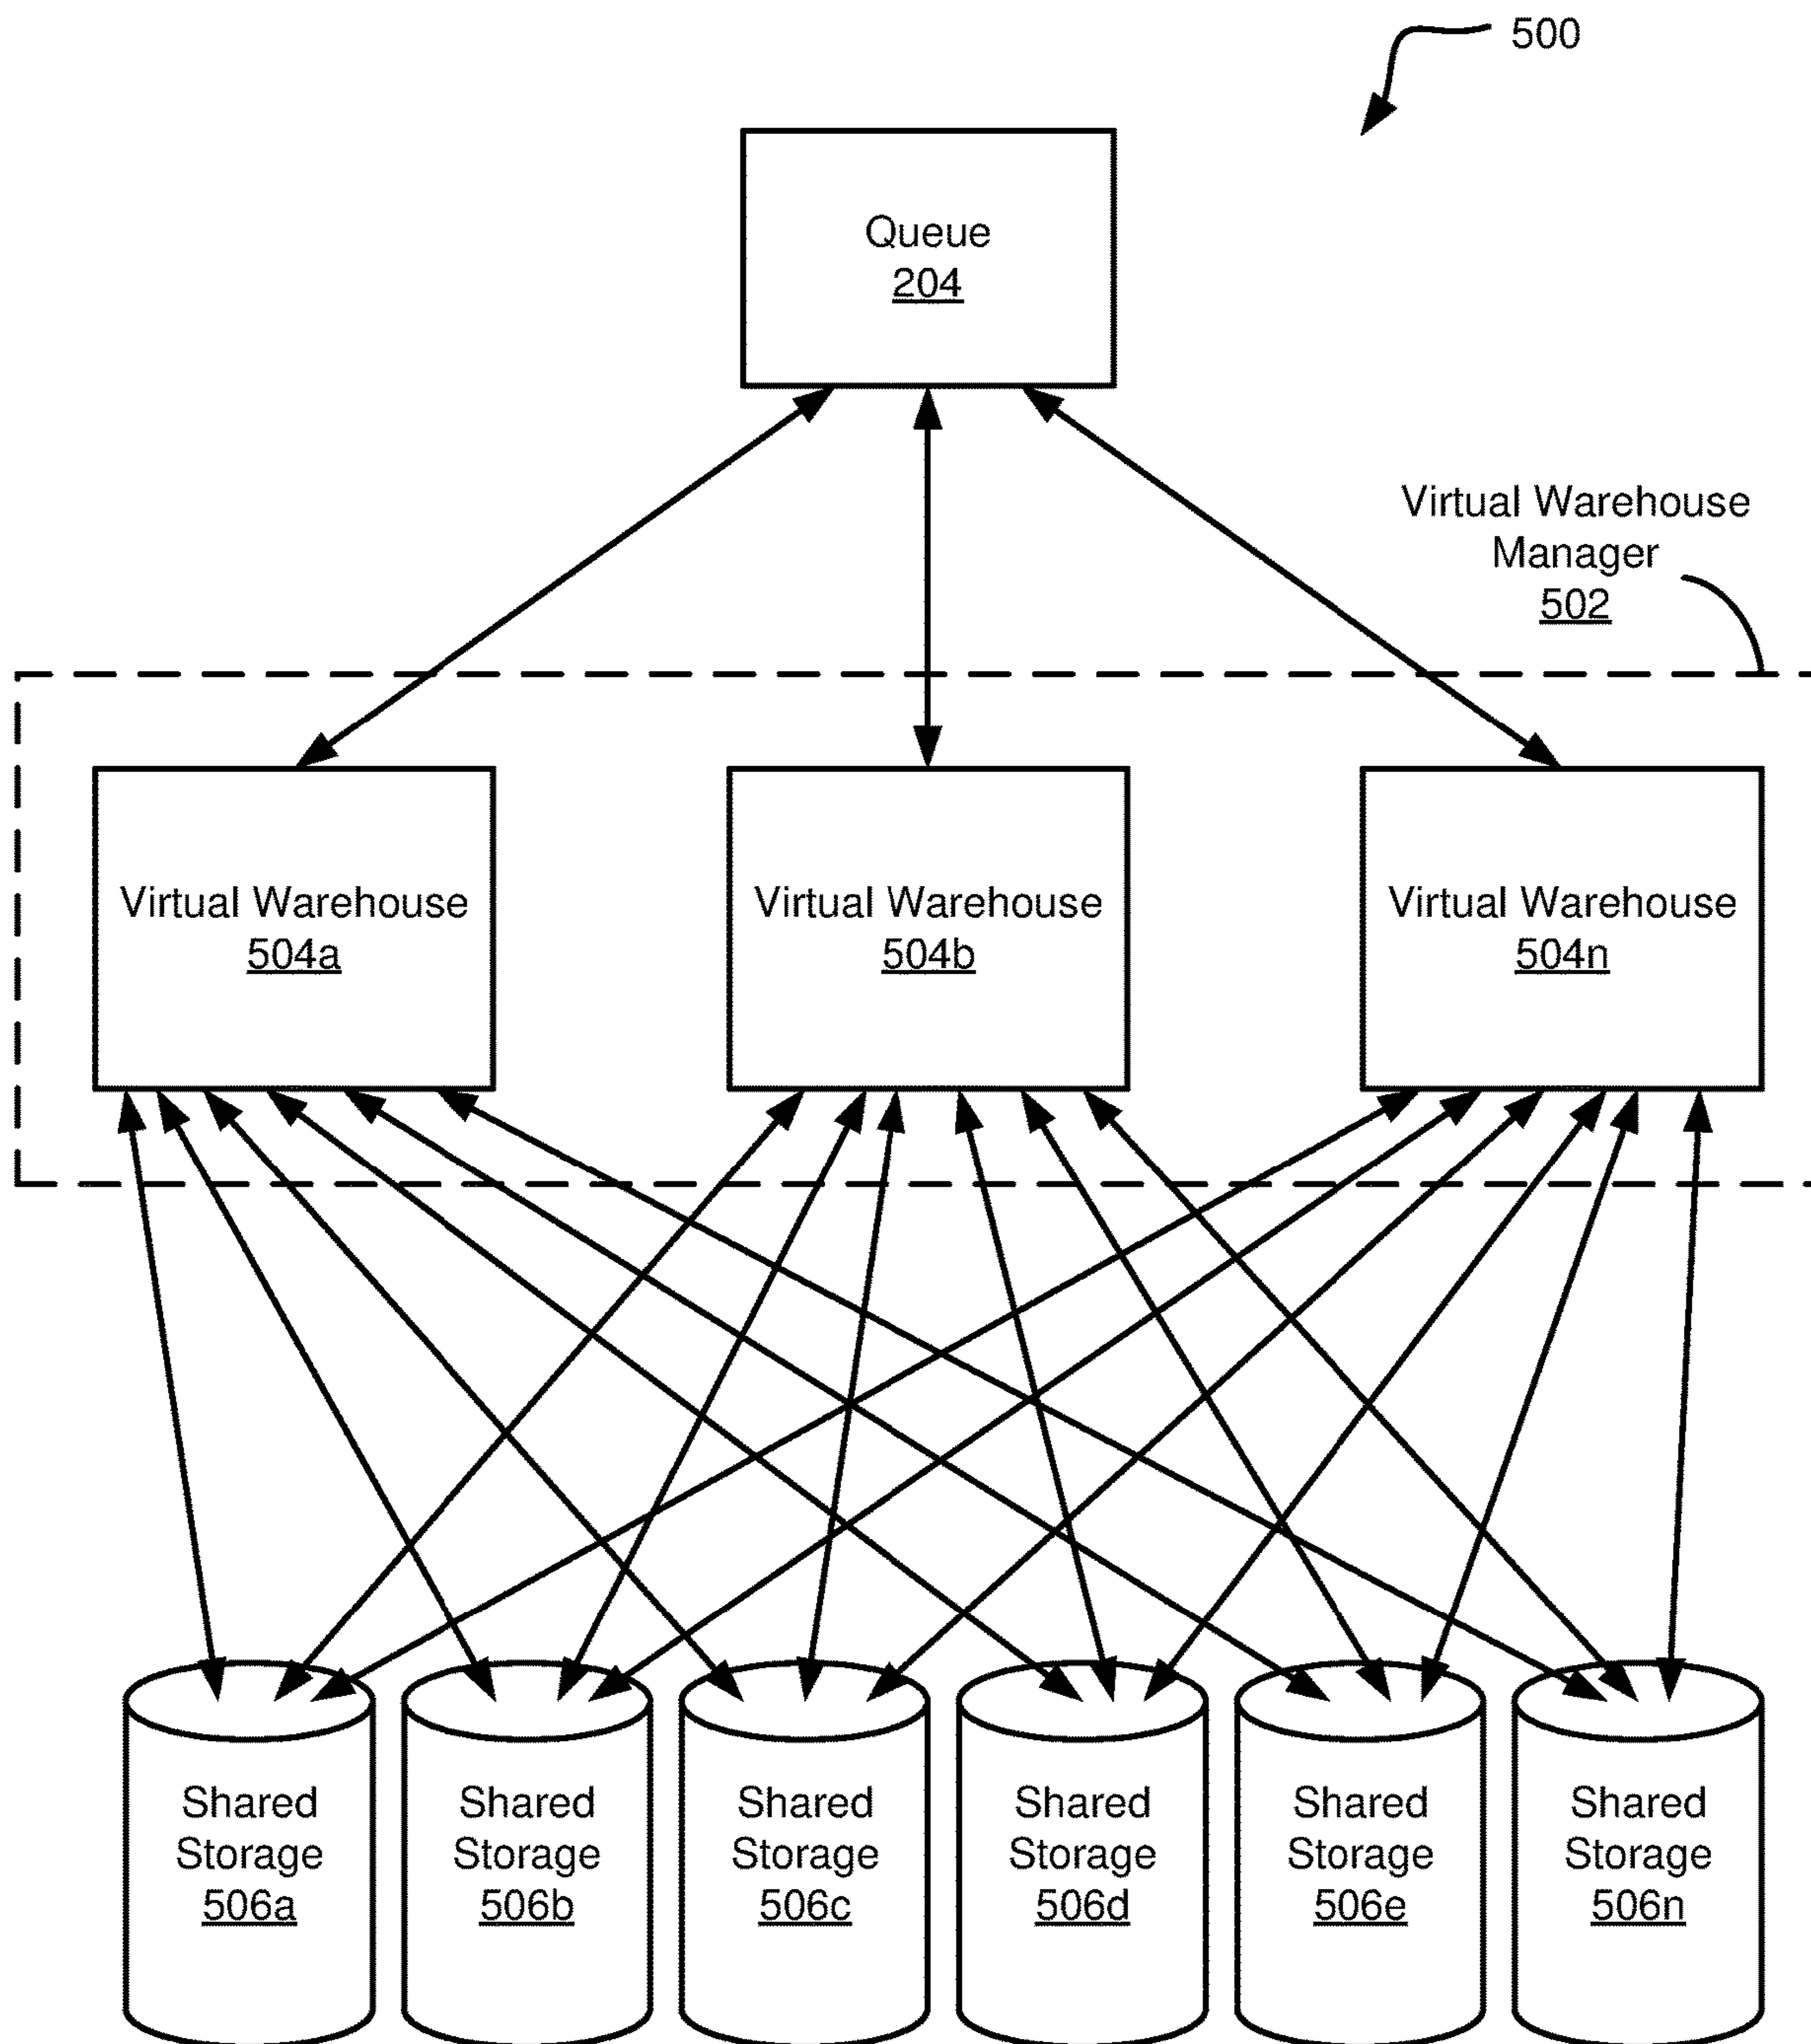 500
Queue
204
Virtual Warehouse
Manager
502
Virtual Warehouse
504a
Virtual Warehouse
504b
Virtual Warehouse
504n
Shared
Storage
506a
Shared
Storage
506b
Shared
Storage
506c
Shared
Storage
506d
Shared
Storage
506e
Shared
Storage
506n